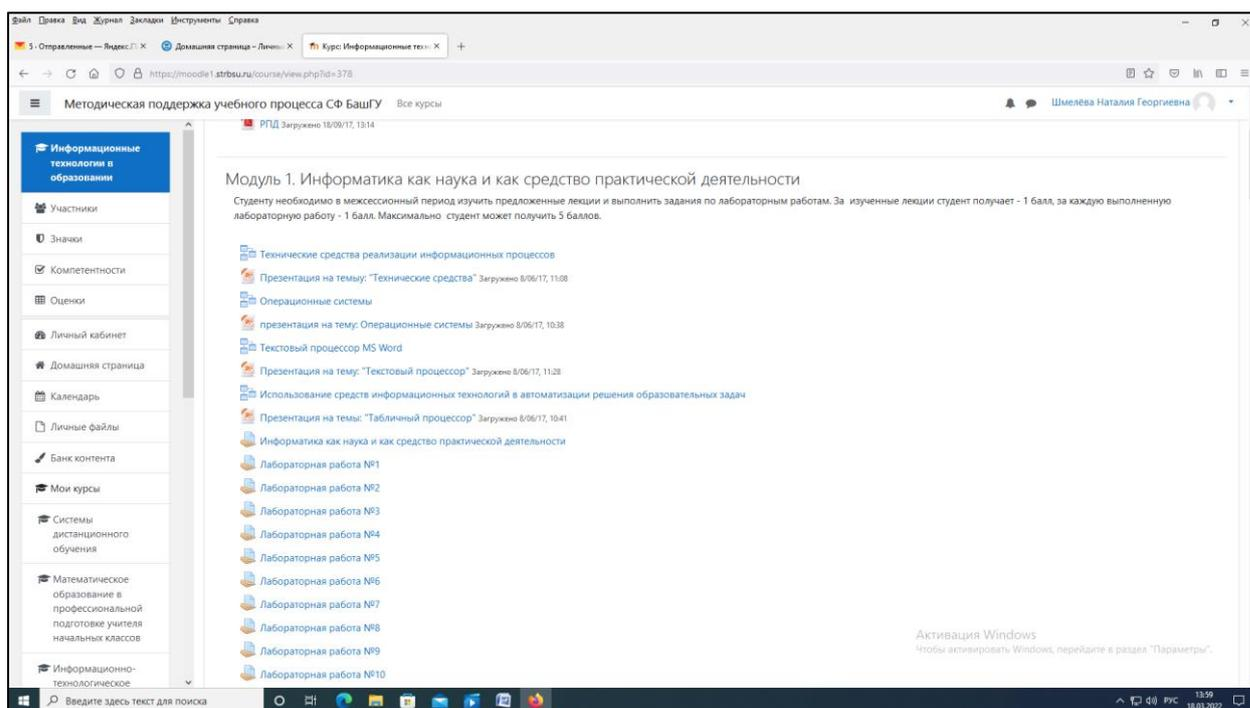 Файл Правка Вид Журнал Закладки Инструменты Справка
5 · Отправленные — Яндекс.П
Домашняя страница – Личны
Курс: Информационные техн
https://moodle1.strbsu.ru/course/view.php?id=378
Методическая поддержка учебного процесса СФ БашГУ Все курсы
Шмелёва Наталия Георгиевна
Информационные
технологии в
образовании
Участники
Значки
Компетентности
Оценки
Личный кабинет
Домашняя страница
Календарь
Личные файлы
Банк контента
Мои курсы
Системы
дистанционного
обучения
Математическое
образование в
профессиональной
подготовке учителя
начальных классов
Информационно-
технологическое
РПД Загружено 18/09/17, 13:14
Модуль 1. Информатика как наука и как средство практической деятельности
Студенту необходимо в межсессионный период изучить предложенные лекции и выполнить задания по лабораторным работам. За изученные лекции студент получает - 1 балл, за каждую выполненную
лабораторную работу - 1 балл. Максимально студент может получить 5 баллов.
Технические средства реализации информационных процессов
Презентация на темыу: "Технические средства" Загружено 8/06/17, 11:08
Операционные системы
презентация на тему: Операционные системы Загружено 8/06/17, 10:38
Текстовый процессор MS Word
Презентация на тему: "Текстовый процессор" Загружено 8/06/17, 11:28
Использование средств информационных технологий в автоматизации решения образовательных задач
Презентация на темы: "Табличный процессор" Загружено 8/06/17, 10:41
Информатика как наука и как средство практической деятельности
Лабораторная работа №1
Лабораторная работа №2
Лабораторная работа №3
Лабораторная работа №4
Лабораторная работа №5
Лабораторная работа №6
Лабораторная работа №7
Лабораторная работа №8
Лабораторная работа №9
Лабораторная работа №10
Активация Windows
Чтобы активировать Windows, перейдите в раздел "Параметры".
Введите здесь текст для поиска
РУС
13:59
18.03.2022